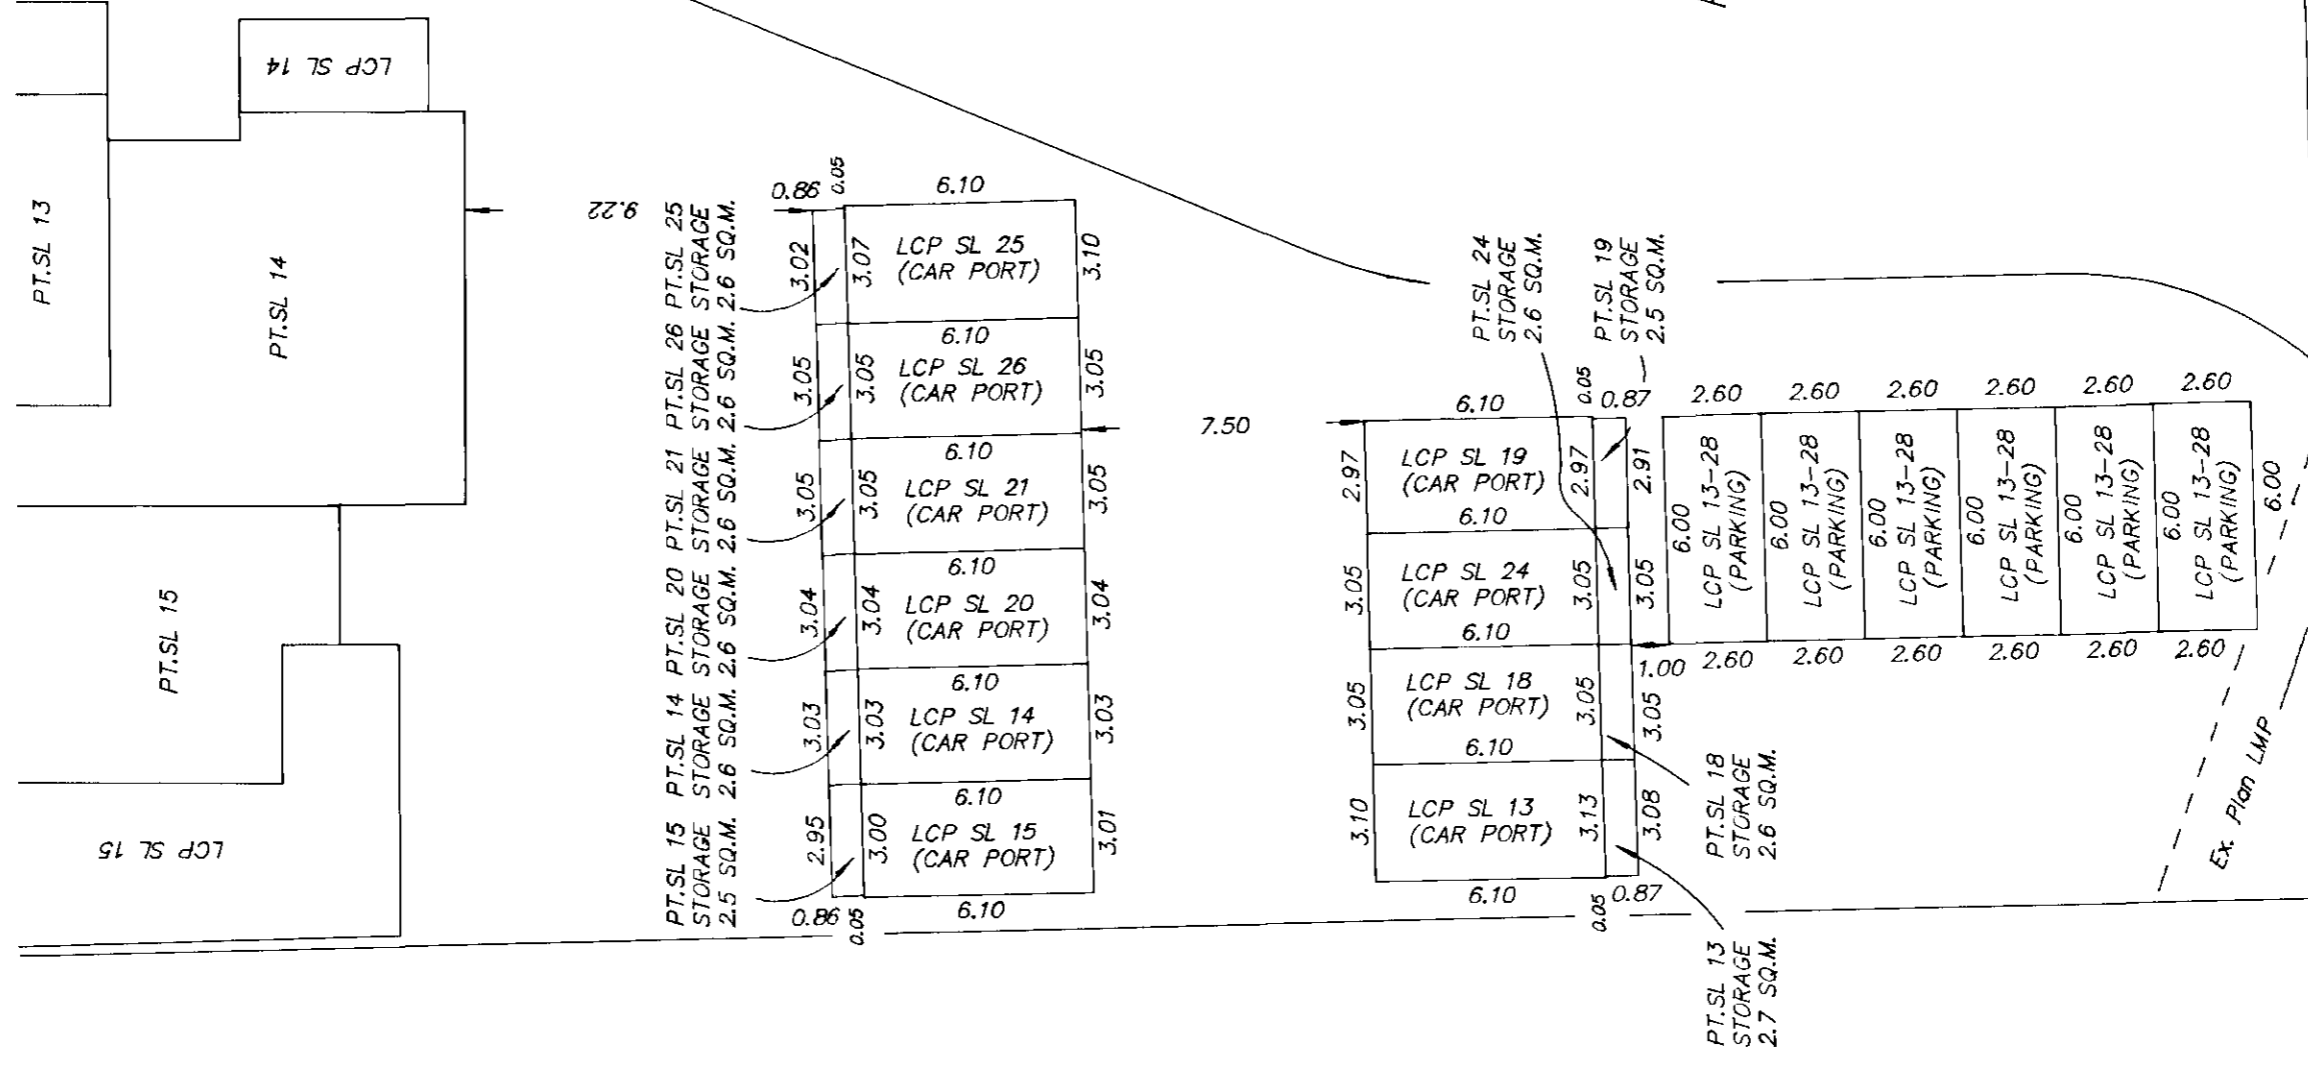 LCP SL 14
PT.SL 13
PT.SL 14
PT.SL 15
LCP SL 15
9.22
0.86
0.05
6.10
PT.SL 25
STORAGE
2.6 SQ.M.
3.02
3.07
LCP SL 25
(CAR PORT)
3.10
6.10
PT.SL 26
STORAGE
2.6 SQ.M.
3.05
3.05
LCP SL 26
(CAR PORT)
3.05
6.10
PT.SL 21
STORAGE
2.6 SQ.M.
3.05
3.05
LCP SL 21
(CAR PORT)
3.05
6.10
PT.SL 20
STORAGE
2.6 SQ.M.
3.04
3.04
LCP SL 20
(CAR PORT)
3.04
6.10
PT.SL 14
STORAGE
2.6 SQ.M.
3.03
3.03
LCP SL 14
(CAR PORT)
3.03
6.10
PT.SL 15
STORAGE
2.5 SQ.M.
2.95
3.00
LCP SL 15
(CAR PORT)
3.01
0.86
0.05
6.10
7.50
PT.SL 24
STORAGE
2.6 SQ.M.
PT.SL 19
STORAGE
2.5 SQ.M.
6.10
0.05
0.87
2.97
LCP SL 19
(CAR PORT)
2.97
2.91
6.10
3.05
LCP SL 24
(CAR PORT)
3.05
3.05
6.10
3.05
LCP SL 18
(CAR PORT)
3.05
3.05
6.10
3.10
LCP SL 13
(CAR PORT)
3.13
3.08
6.10
0.05
0.87
PT.SL 18
STORAGE
2.6 SQ.M.
PT.SL 13
STORAGE
2.7 SQ.M.
2.60
2.60
2.60
2.60
2.60
2.60
6.00
LCP SL 13-28
(PARKING)
6.00
LCP SL 13-28
(PARKING)
6.00
LCP SL 13-28
(PARKING)
6.00
LCP SL 13-28
(PARKING)
6.00
LCP SL 13-28
(PARKING)
6.00
LCP SL 13-28
(PARKING)
6.00
1.00
2.60
2.60
2.60
2.60
2.60
2.60
Ex. Plan LMP